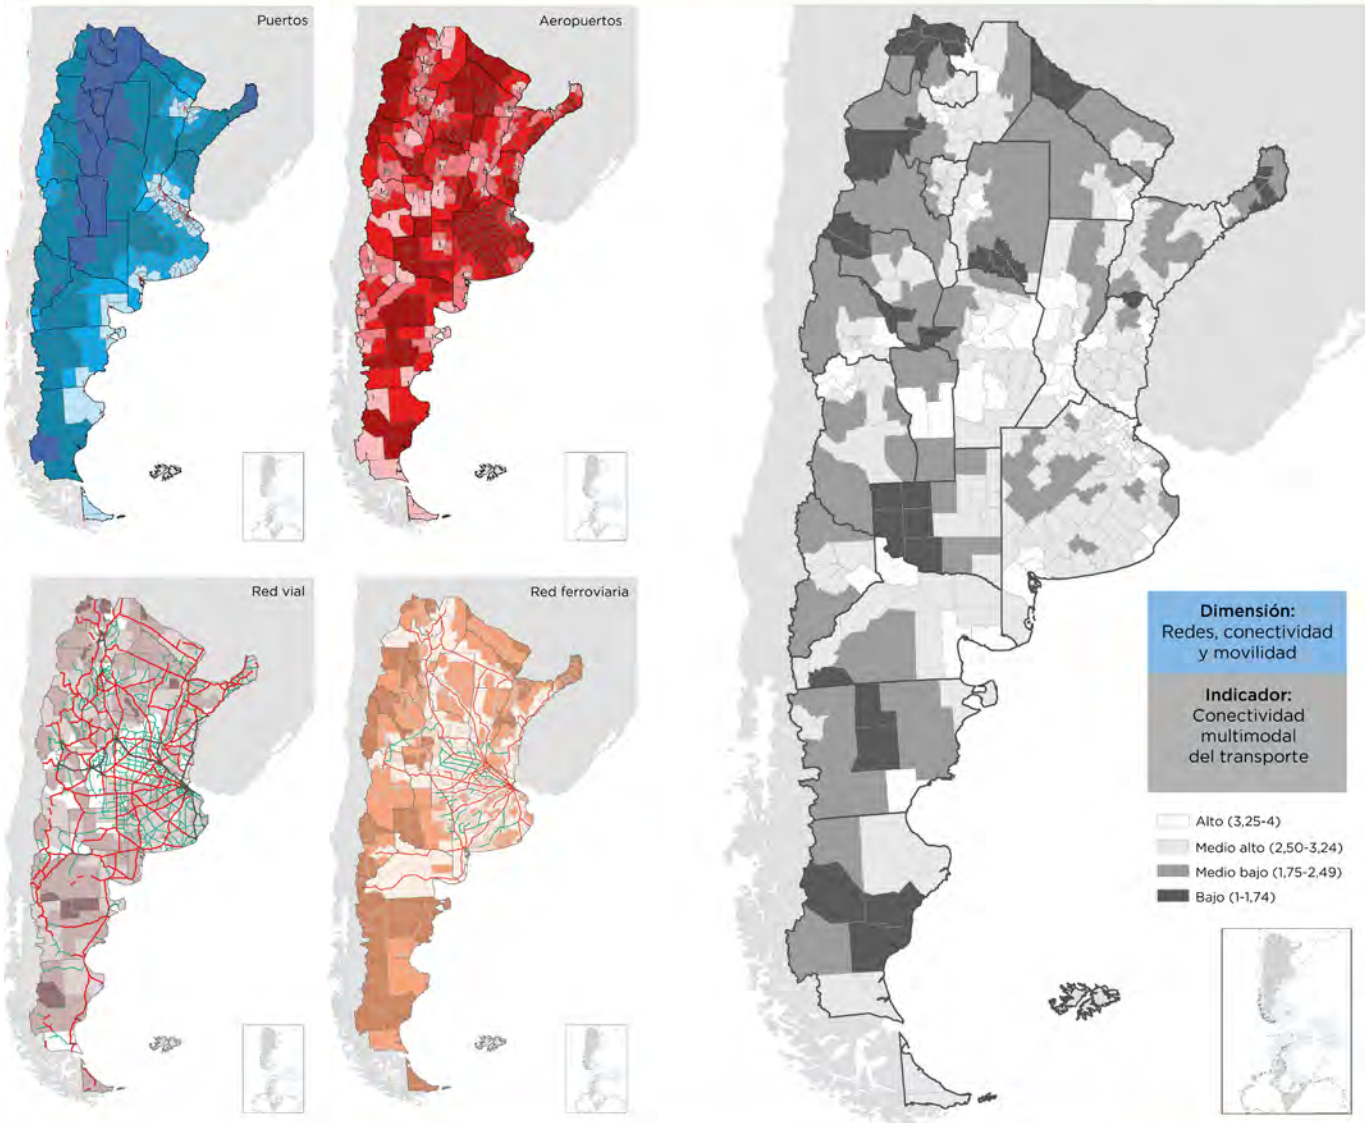 Puertos
Aeropuertos
Red vial
Red ferroviaria
Dimensión:
Redes, conectividad
y movilidad
Indicador:
Conectividad
multimodal
del transporte
Alto (3,25-4)
Medio alto (2,50-3,24)
Medio bajo (1,75-2,49)
Bajo (1-1,74)